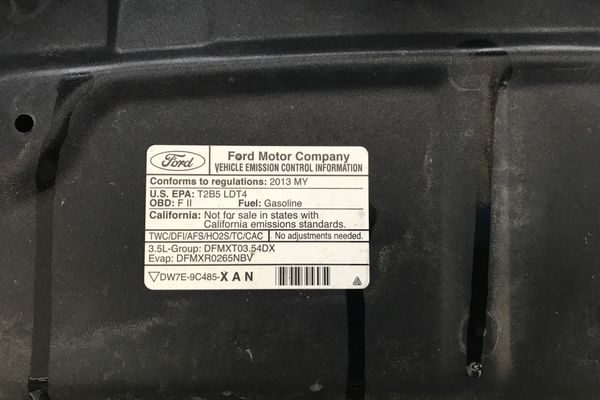 Ford
Ford Motor Company
VEHICLE EMISSION CONTROL INFORMATION
Conforms to regulations: 2013 MY
U.S. EPA: T2B5 LDT4
OBD: F II Fuel: Gasoline
California: Not for sale in states with
California emissions standards.
TWC/DFI/AFS/HO2S/TC/CAC No adjustments needed.
3.5L-Group: DFMXT03.54DX
Evap: DFMXR0265NBV
DW7E-9C485-XAN